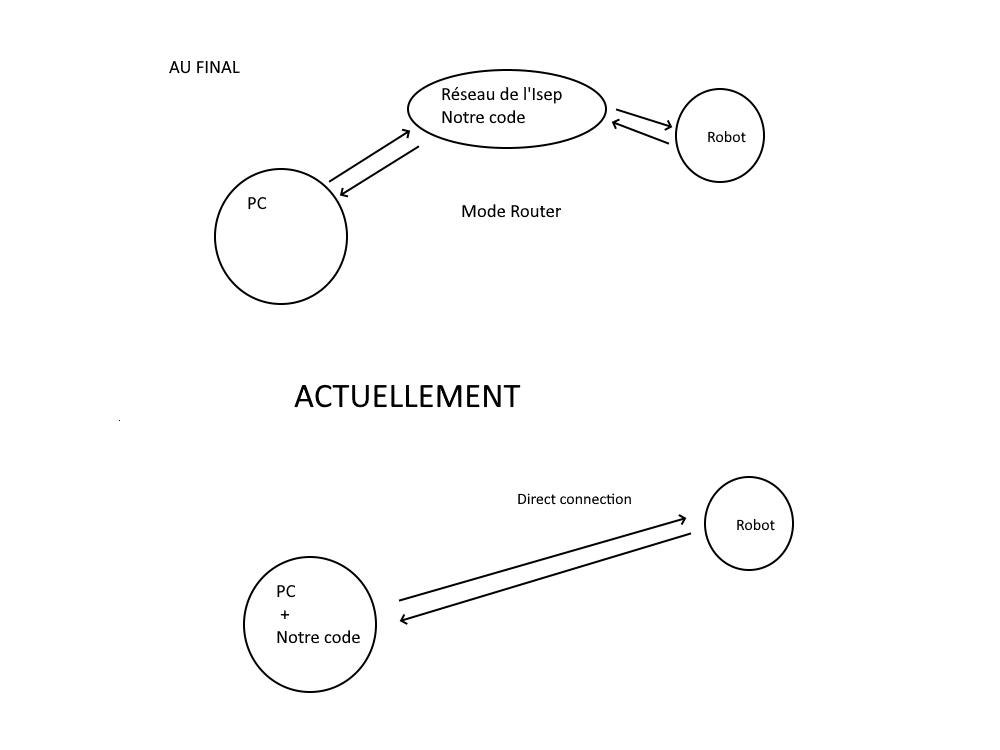 AU FINAL
Réseau de l'Isep
Notre code
Robot
PC
Mode Router
ACTUELLEMENT
Direct connection
Robot
PC
+
Notre code